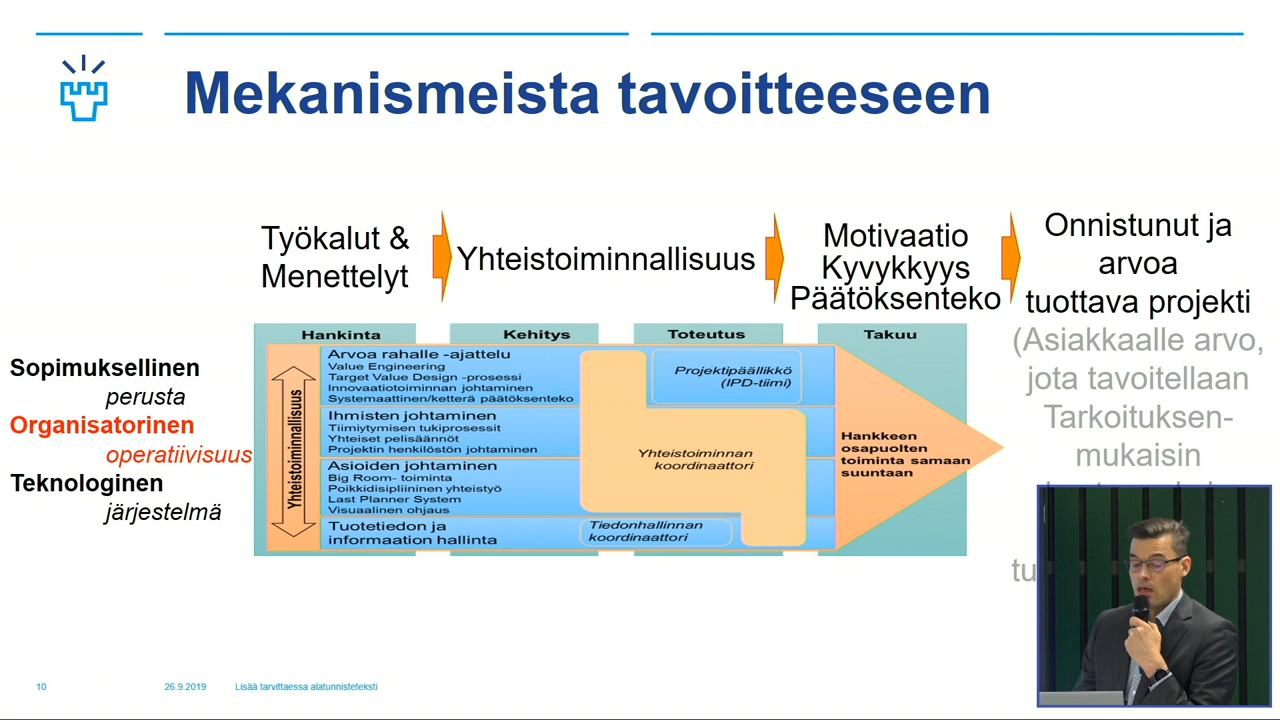 Mekanismeista tavoitteeseen
Työkalut &
Menettelyt
Yhteistoiminnallisuus
Motivaatio
Kyvykkyys
Päätöksenteko
Onnistunut ja
arvoa
tuottava projekti
(Asiakkaalle arvo,
jota tavoitellaan
Tarkoituksen-
mukaisin
tu
Sopimuksellinen
perusta
Organisatorinen
operatiivisuus
Teknologinen
järjestelmä
Hankinta
Kehitys
Toteutus
Takuu
Yhteistoiminnallisuus
Arvoa rahalle -ajattelu
Value Engineering
Target Value Design -prosessi
Innovaatiotoiminnan johtaminen
Systemaattinen/ketterä päätöksenteko
Projektipäällikkö
(IPD-tiimi)
Ihmisten johtaminen
Tiimiytymisen tukiprosessit
Yhteiset pelisäännöt
Projektin henkilöstön johtaminen
Yhteistoiminnan
koordinaattori
Asioiden johtaminen
Big Room- toiminta
Poikkidisipliininen yhteistyö
Last Planner System
Visuaalinen ohjaus
Tuotetiedon ja
informaation hallinta
Tiedonhallinnan
koordinaattori
Hankkeen
osapuolten
toiminta samaan
suuntaan
10
26.9.2019
Lisää tarvittaessa alatunnisteteksti